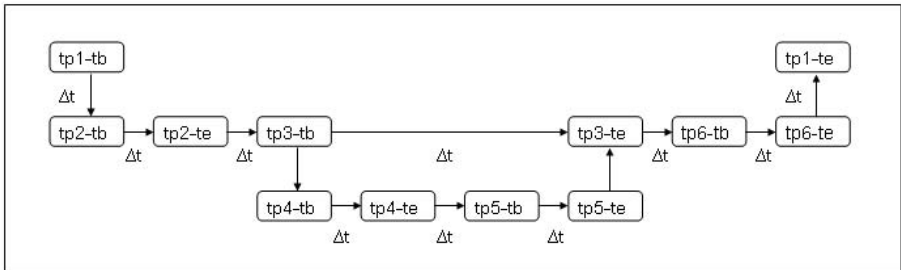 tp1-tb tp1-te
Δt Δt
tp2-tb tp2-te tp3-tb tp3-te tp6-tb tp6-te
Δt Δt Δt Δt Δt
tp4-tb tp4-te tp5-tb tp5-te
Δt Δt Δt